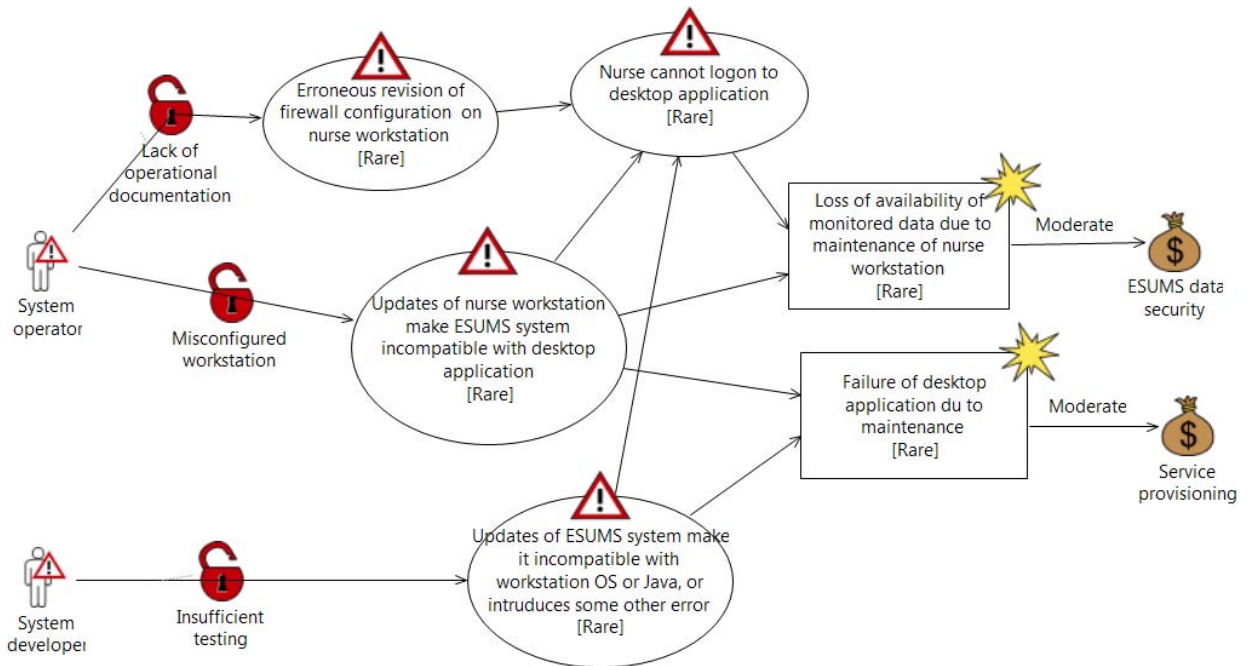 Erroneous revision of
firewall configuration on
nurse workstation
[Rare]
Nurse cannot logon to
desktop application
[Rare]
Lack of
operational
documentation
Loss of availability of
monitored data due to
maintenance of nurse
workstation
[Rare]
Moderate
$
ESUMS data
security
System
operator
Misconfigured
workstation
Updates of nurse workstation
make ESUMS system
incompatible with desktop
application
[Rare]
Failure of desktop
application du to
maintenance
[Rare]
Moderate
$
Service
provisioning
System
developer
Insufficient
testing
Updates of ESUMS system make
it incompatible with
workstation OS or Java, or
intruduces some other error
[Rare]